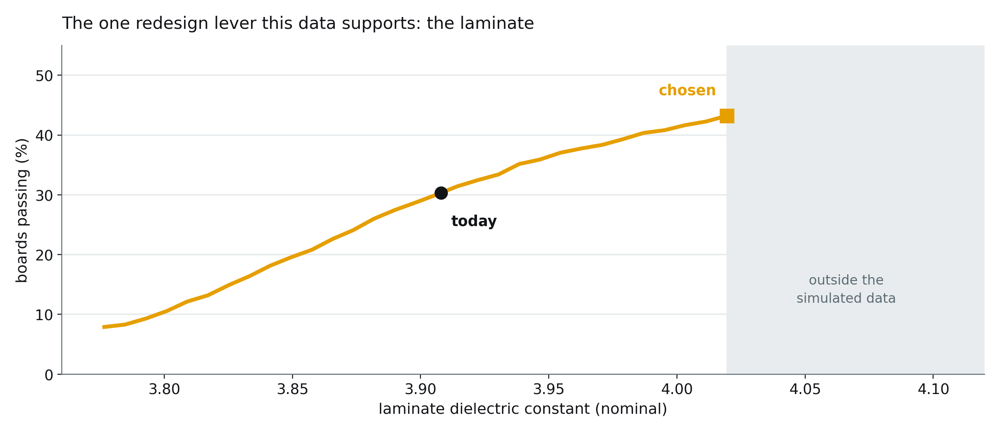 The one redesign lever this data supports: the laminate
boards passing (%)
50
40
30
20
10
0
chosen
today
outside the
simulated data
3.80
3.85
3.90
3.95
4.00
4.05
4.10
laminate dielectric constant (nominal)